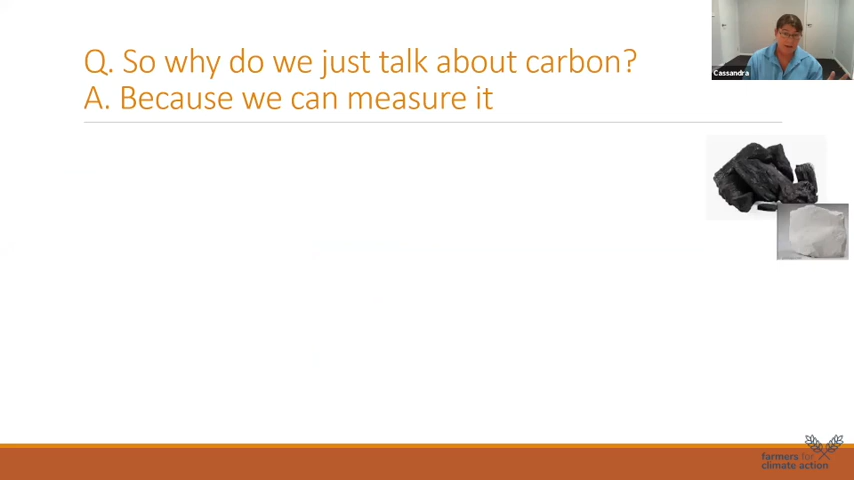 Q. So why do we just talk about carbon?
A. Because we can measure it
Cassandra
farmers for
climate action